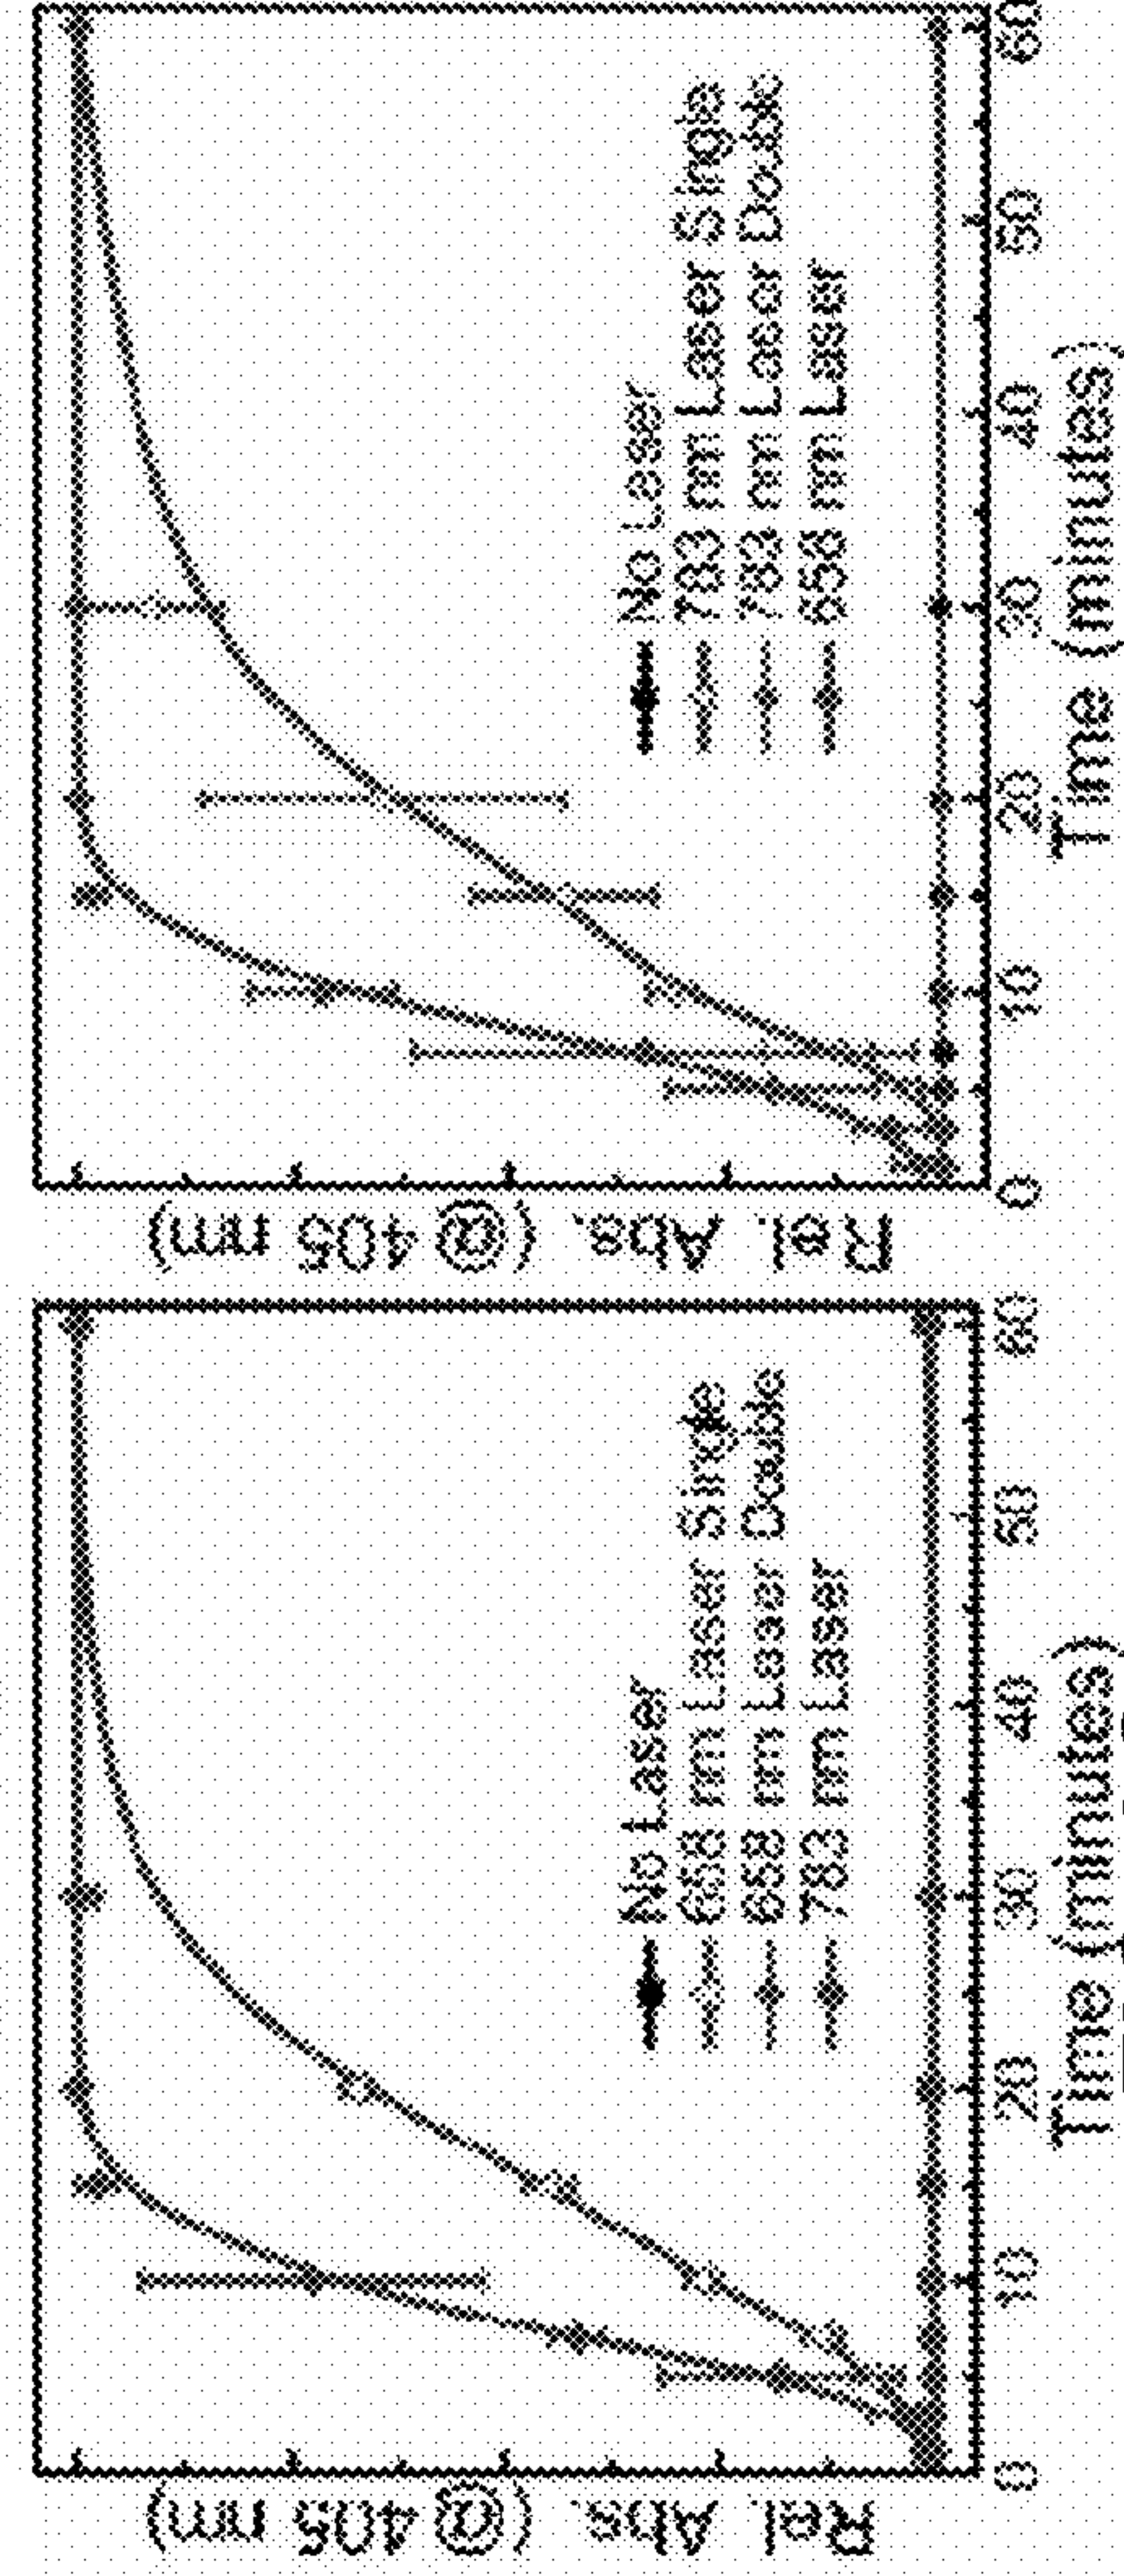 Rel. Abs. (@ 405 nm)
No Laser
658 nm Laser Single
658 nm Laser Double
783 nm Laser
0 10 20 30 40 50 60
Time (minutes)
Rel. Abs. (@ 405 nm)
No Laser
783 nm Laser Single
783 nm Laser Double
658 nm Laser
0 10 20 30 40 50 60
Time (minutes)